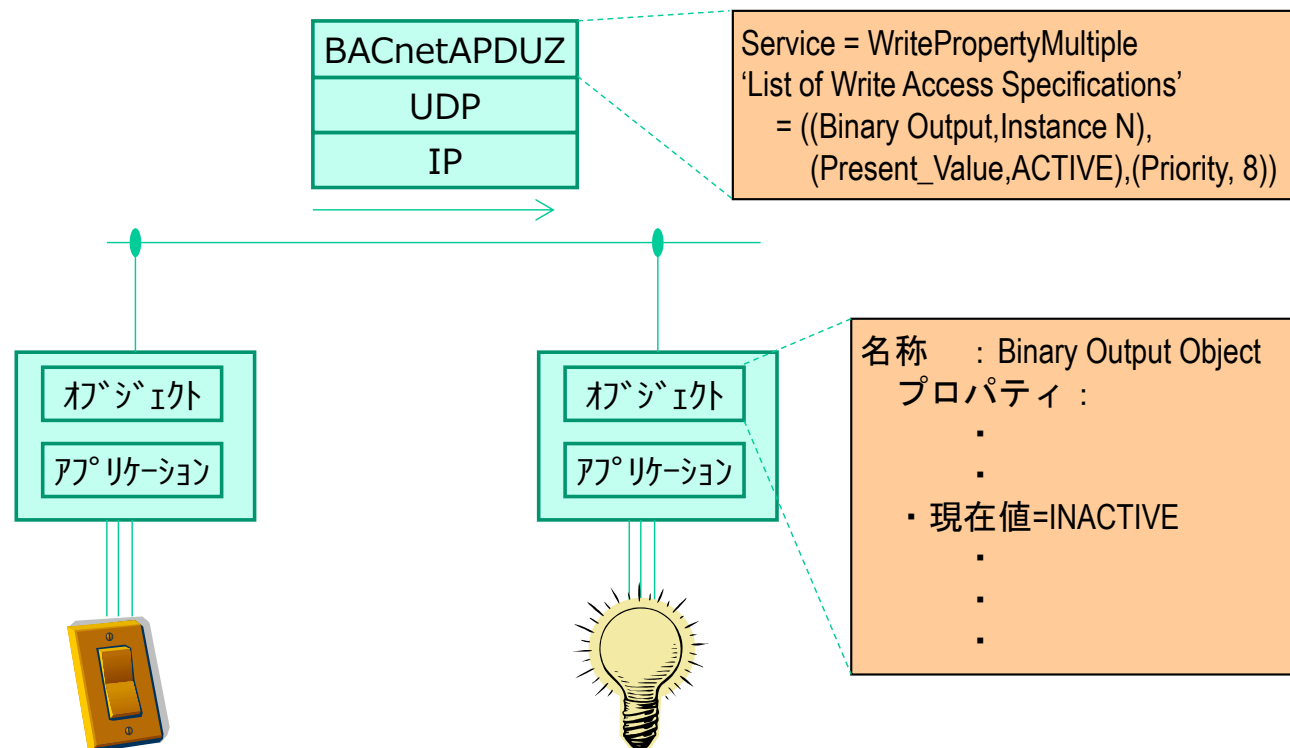 BACnetAPDUZ
UDP
IP
Service = WritePropertyMultiple
‘List of Write Access Specifications’
= ((Binary Output,Instance N),
(Present_Value,ACTIVE),(Priority, 8))
ｵﾌﾞｼﾞｪｸﾄ
ｱﾌﾟﾘｹｰｼｮﾝ
ｵﾌﾞｼﾞｪｸﾄ
ｱﾌﾟﾘｹｰｼｮﾝ
名称　：Binary Output Object
プロパティ：
・
・
・現在値=INACTIVE
・
・
・